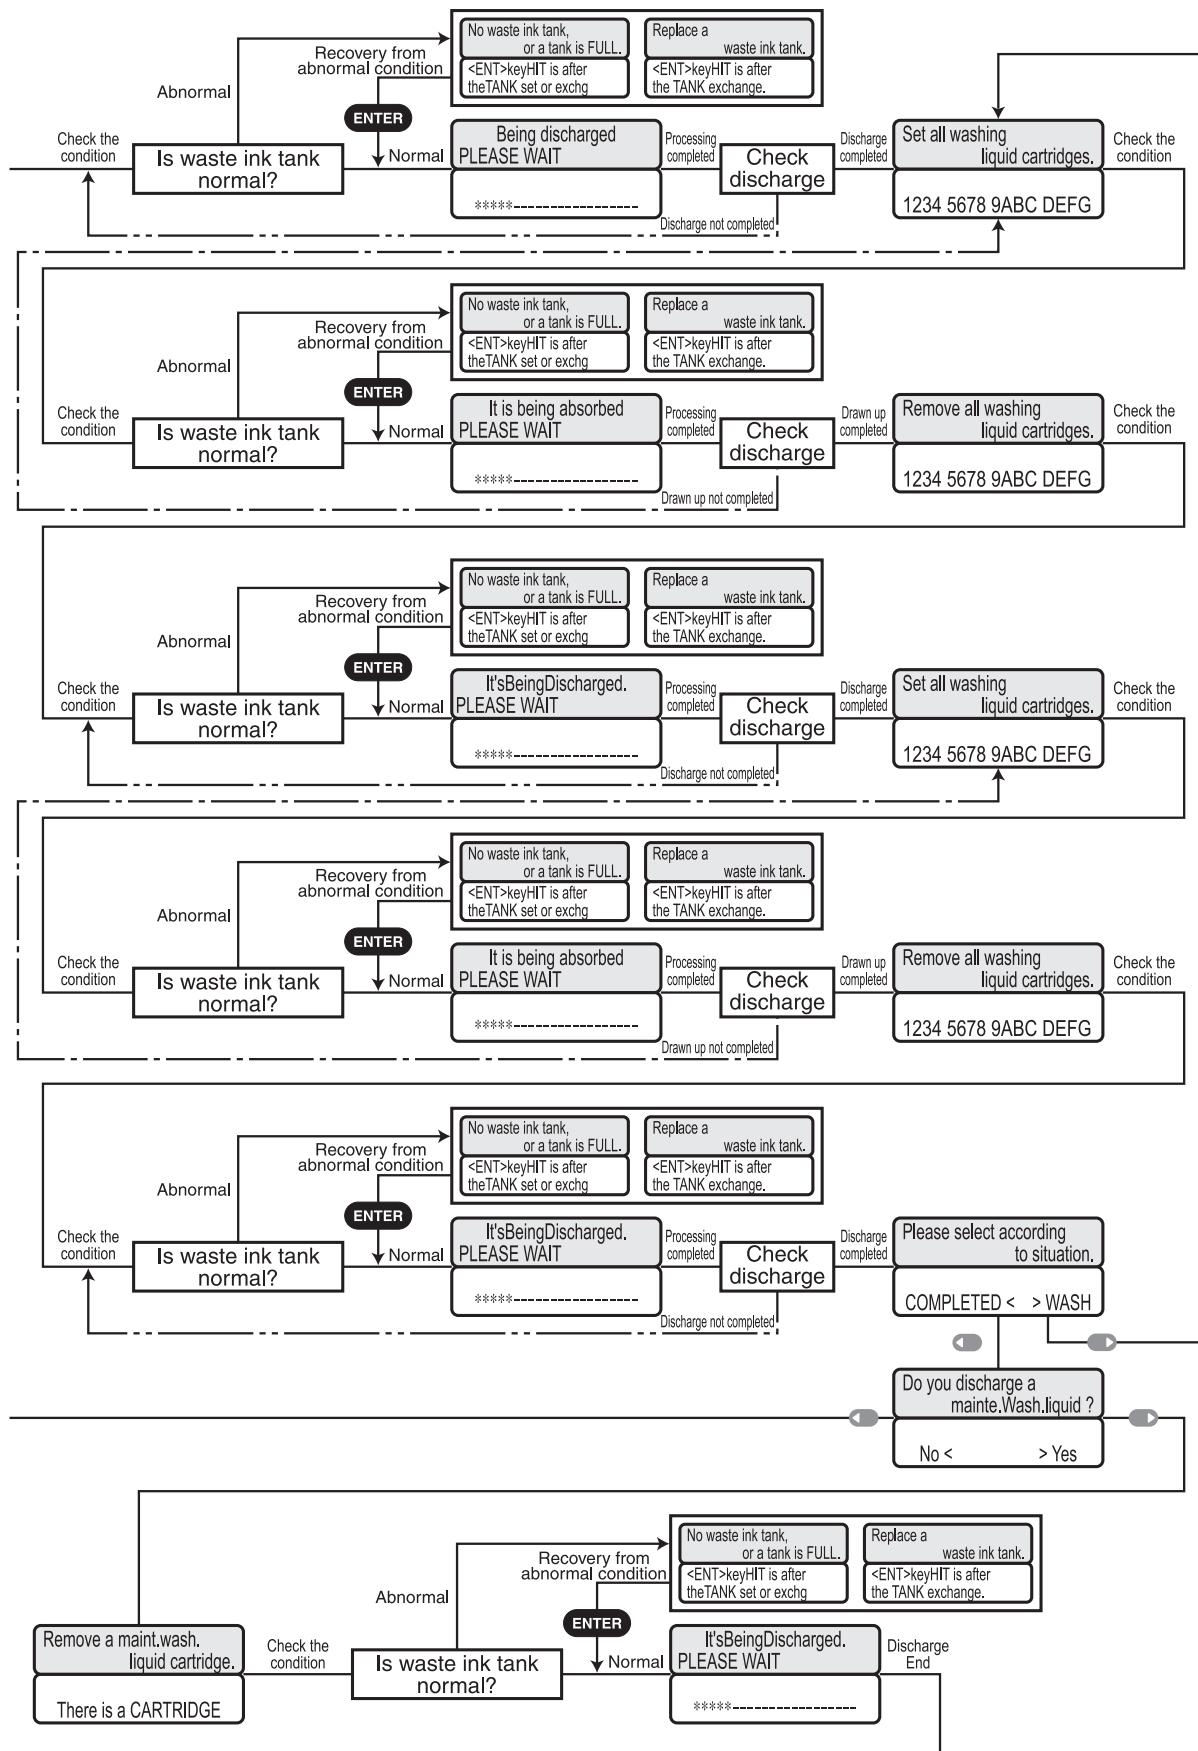 No waste ink tank,
or a tank is FULL.
<ENT>keyHIT is after
theTANK set or exchg
Replace a
waste ink tank.
<ENT>keyHIT is after
the TANK exchange.
Recovery from
abnormal condition
Abnormal
ENTER
Check the
condition
Is waste ink tank
normal?
Normal
Being discharged
PLEASE WAIT
*****------------------
Processing
completed
Check
discharge
Discharge
completed
Discharge not completed
Set all washing
liquid cartridges.
1234 5678 9ABC DEFG
Check the
condition
No waste ink tank,
or a tank is FULL.
<ENT>keyHIT is after
theTANK set or exchg
Replace a
waste ink tank.
<ENT>keyHIT is after
the TANK exchange.
Recovery from
abnormal condition
Abnormal
ENTER
Check the
condition
Is waste ink tank
normal?
Normal
It is being absorbed
PLEASE WAIT
*****------------------
Processing
completed
Check
discharge
Drawn up
completed
Drawn up not completed
Remove all washing
liquid cartridges.
1234 5678 9ABC DEFG
Check the
condition
No waste ink tank,
or a tank is FULL.
<ENT>keyHIT is after
theTANK set or exchg
Replace a
waste ink tank.
<ENT>keyHIT is after
the TANK exchange.
Recovery from
abnormal condition
Abnormal
ENTER
Check the
condition
Is waste ink tank
normal?
Normal
It'sBeingDischarged.
PLEASE WAIT
*****------------------
Processing
completed
Check
discharge
Discharge
completed
Discharge not completed
Set all washing
liquid cartridges.
1234 5678 9ABC DEFG
Check the
condition
No waste ink tank,
or a tank is FULL.
<ENT>keyHIT is after
theTANK set or exchg
Replace a
waste ink tank.
<ENT>keyHIT is after
the TANK exchange.
Recovery from
abnormal condition
Abnormal
ENTER
Check the
condition
Is waste ink tank
normal?
Normal
It is being absorbed
PLEASE WAIT
*****------------------
Processing
completed
Check
discharge
Drawn up
completed
Drawn up not completed
Remove all washing
liquid cartridges.
1234 5678 9ABC DEFG
Check the
condition
No waste ink tank,
or a tank is FULL.
<ENT>keyHIT is after
theTANK set or exchg
Replace a
waste ink tank.
<ENT>keyHIT is after
the TANK exchange.
Recovery from
abnormal condition
Abnormal
ENTER
Check the
condition
Is waste ink tank
normal?
Normal
It'sBeingDischarged.
PLEASE WAIT
*****------------------
Processing
completed
Check
discharge
Discharge
completed
Discharge not completed
Please select according
to situation.
COMPLETED < > WASH
Do you discharge a
mainte.Wash.liquid ?
No < > Yes
No waste ink tank,
or a tank is FULL.
<ENT>keyHIT is after
theTANK set or exchg
Replace a
waste ink tank.
<ENT>keyHIT is after
the TANK exchange.
Recovery from
abnormal condition
Abnormal
ENTER
Remove a maint.wash.
liquid cartridge.
There is a CARTRIDGE
Check the
condition
Is waste ink tank
normal?
Normal
It'sBeingDischarged.
PLEASE WAIT
*****------------------
Discharge
End